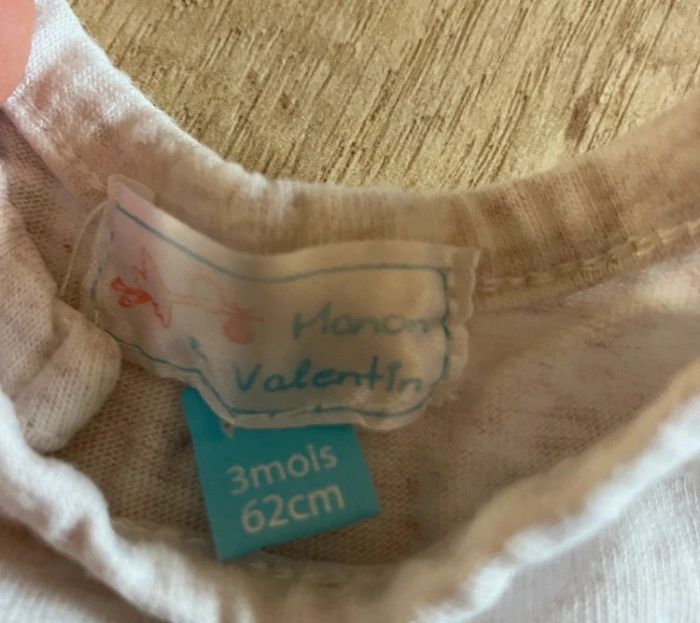 Manon
Valentin
3mois
62cm